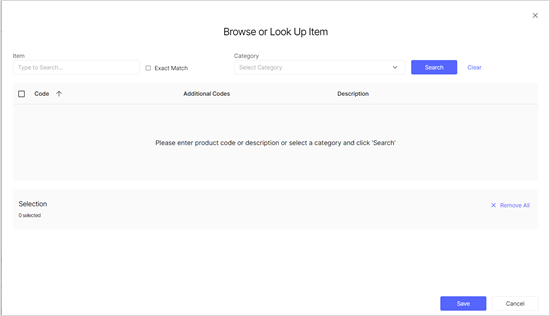 Browse or Look Up Item
Item
Category
Type to Search...
Exact Match
Select Category
Search
Clear
Code
Additional Codes
Description
Please enter product code or description or select a category and click 'Search'
Selection
0 selected
Remove All
Save
Cancel